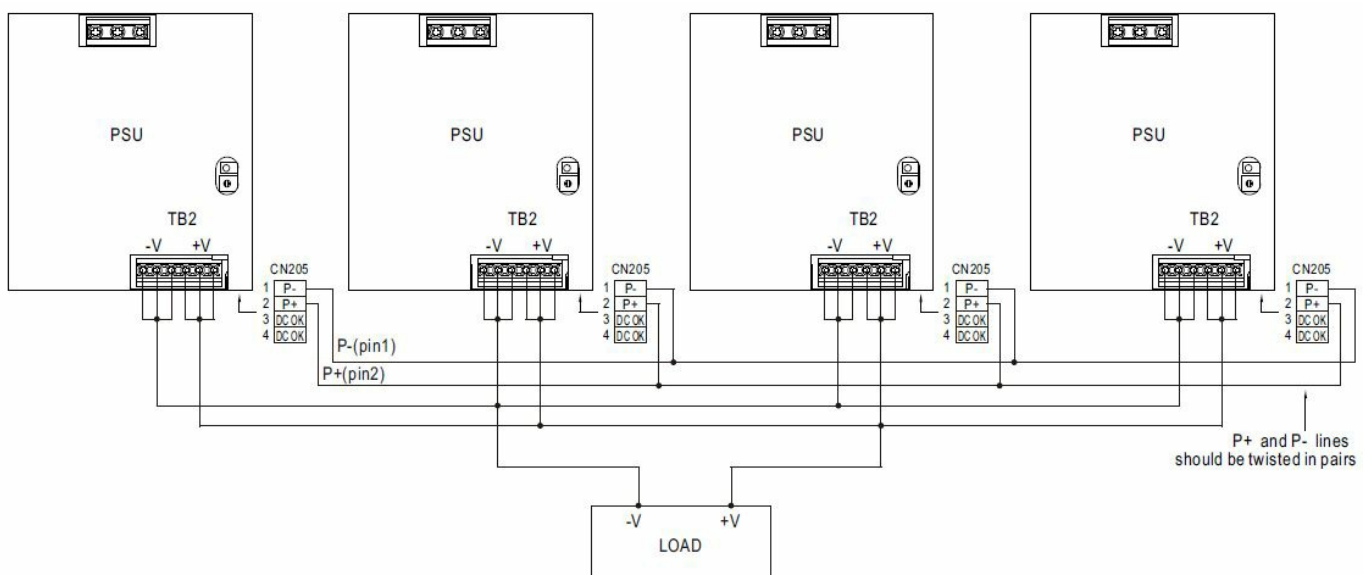 PSU PSU PSU PSU
TB2 TB2 TB2 TB2
-V +V -V +V -V +V -V +V
CN205 CN205 CN205 CN205
1 P- 1 P- 1 P- 1 P-
2 P+ 2 P+ 2 P+ 2 P+
3 DC OK 3 DC OK 3 DC OK 3 DC OK
4 DC OK 4 DC OK 4 DC OK 4 DC OK
P-(pin1)
P+(pin2)
P+ and P- lines
should be twisted in pairs
-V +V
LOAD